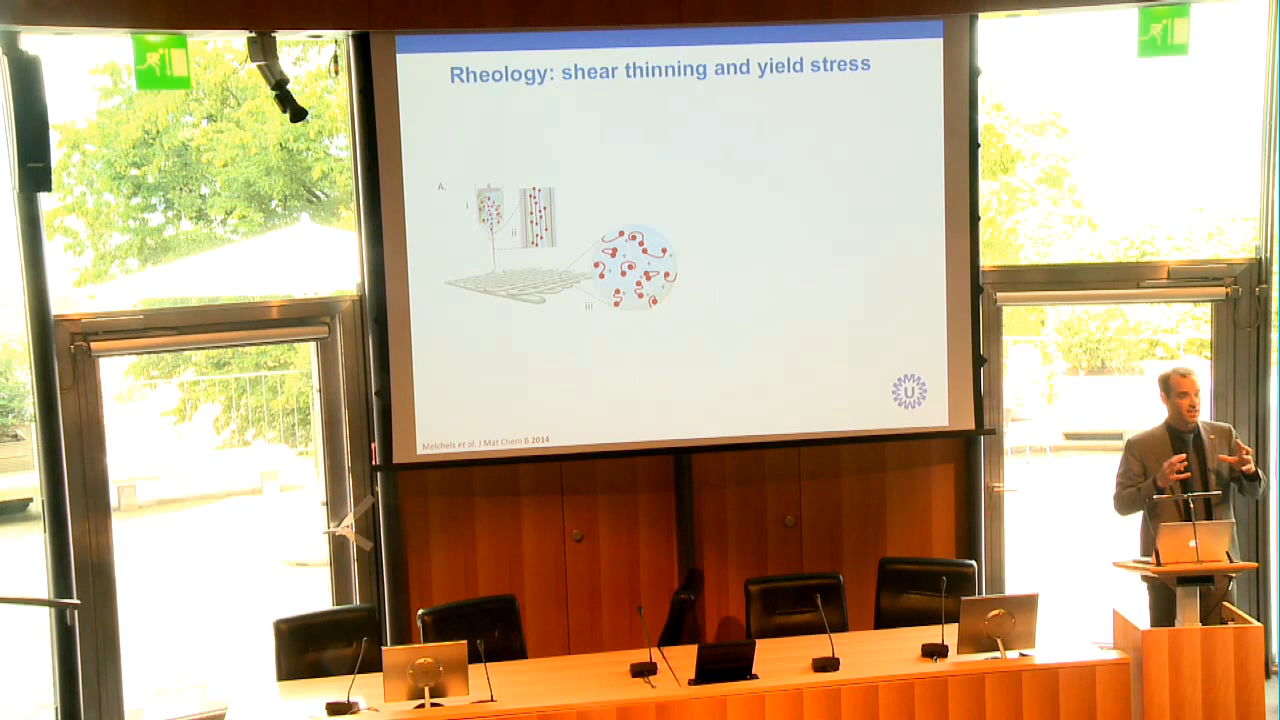 Rheology: shear thinning and yield stress
A.
i
ii
iii
U
Melchels et al. J Mat Chem B 2014